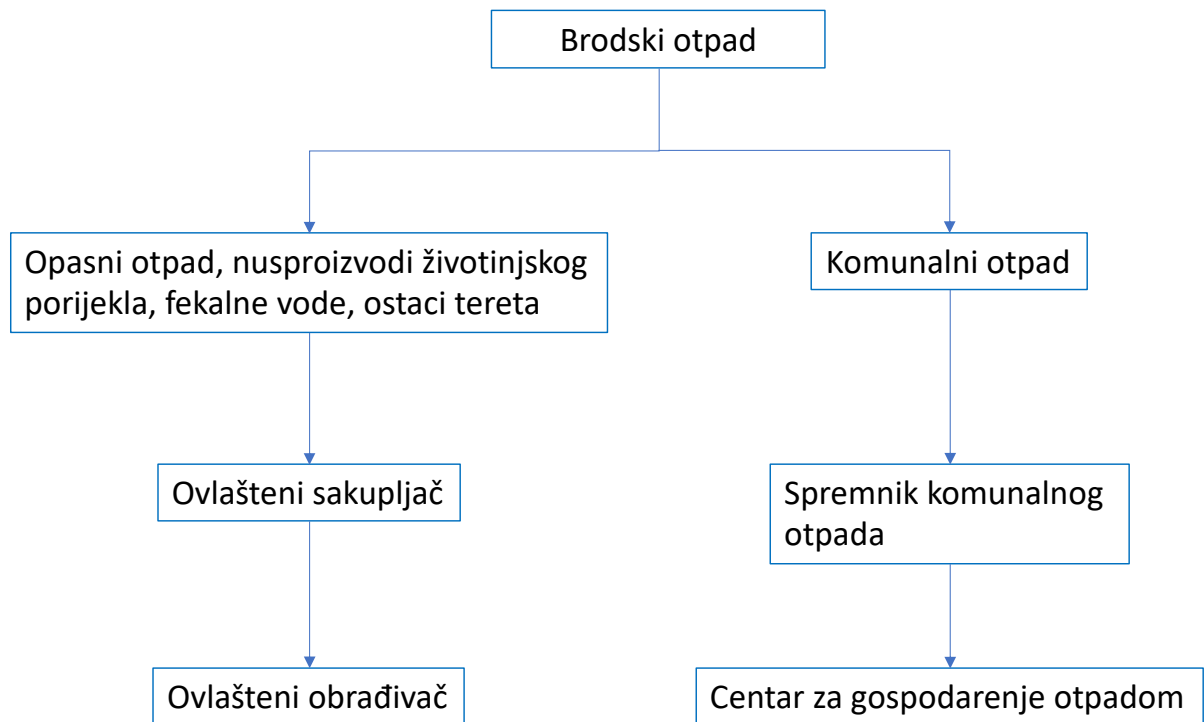 Brodski otpad
Opasni otpad, nusproizvodi životinjskog
porijekla, fekalne vode, ostaci tereta
Komunalni otpad
Ovlašteni sakupljač
Spremnik komunalnog
otpada
Ovlašteni obrađivač
Centar za gospodarenje otpadom